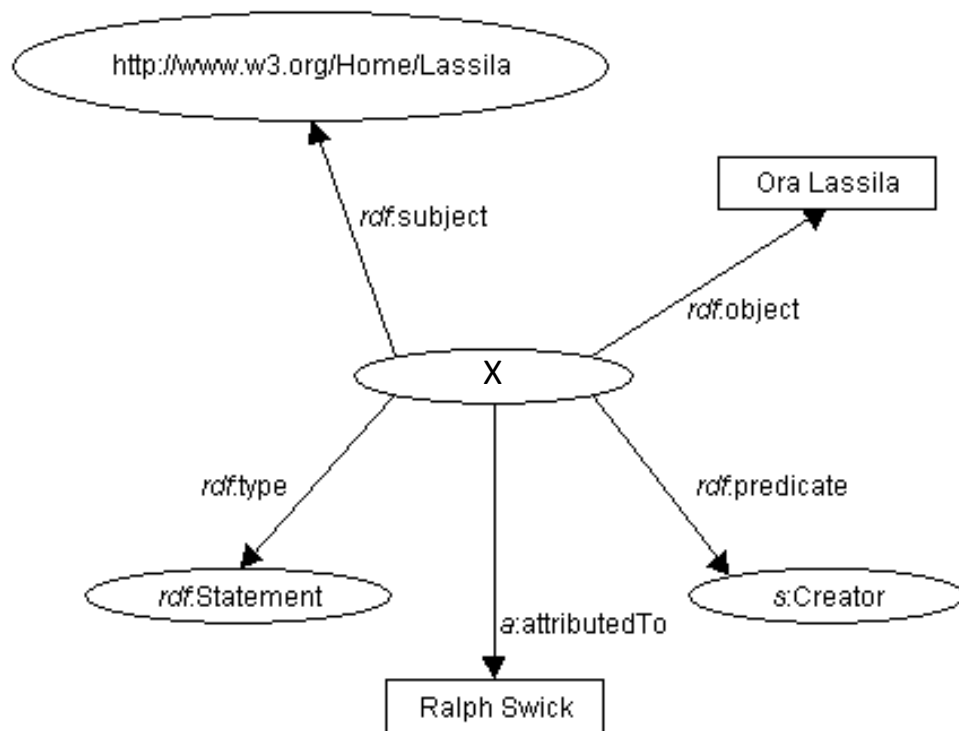 http://www.w3.org/Home/Lassila
Ora Lassila
rdf:subject
rdf:object
X
rdf:type
rdf:predicate
rdf:Statement
s:Creator
a:attributedTo
Ralph Swick